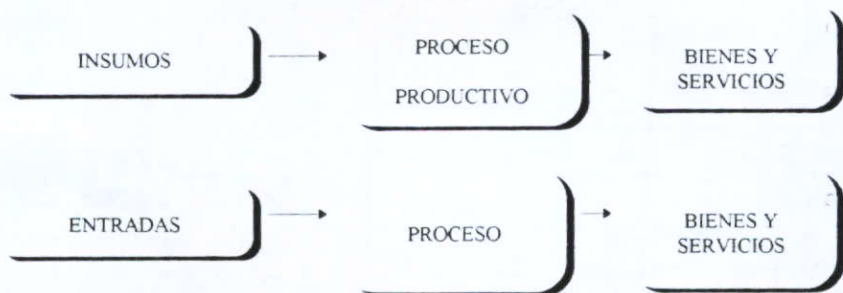 INSUMOS
PROCESO
PRODUCTIVO
BIENES Y
SERVICIOS
ENTRADAS
PROCESO
BIENES Y
SERVICIOS